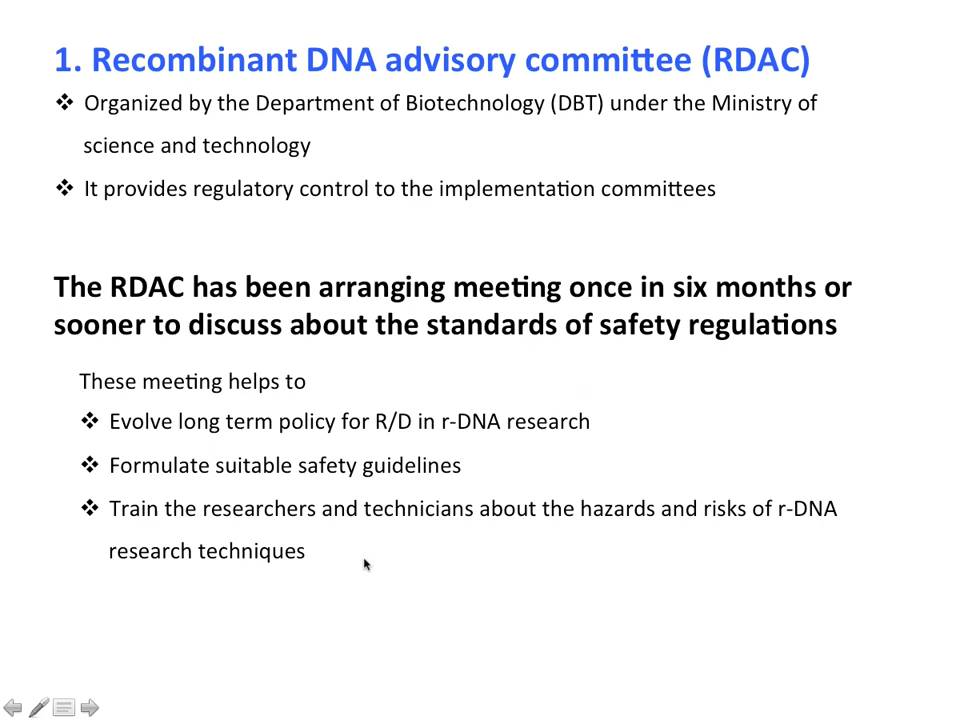 1. Recombinant DNA advisory committee (RDAC)
❖ Organized by the Department of Biotechnology (DBT) under the Ministry of
science and technology
❖ It provides regulatory control to the implementation committees
The RDAC has been arranging meeting once in six months or
sooner to discuss about the standards of safety regulations
These meeting helps to
❖ Evolve long term policy for R/D in r-DNA research
❖ Formulate suitable safety guidelines
❖ Train the researchers and technicians about the hazards and risks of r-DNA
research techniques